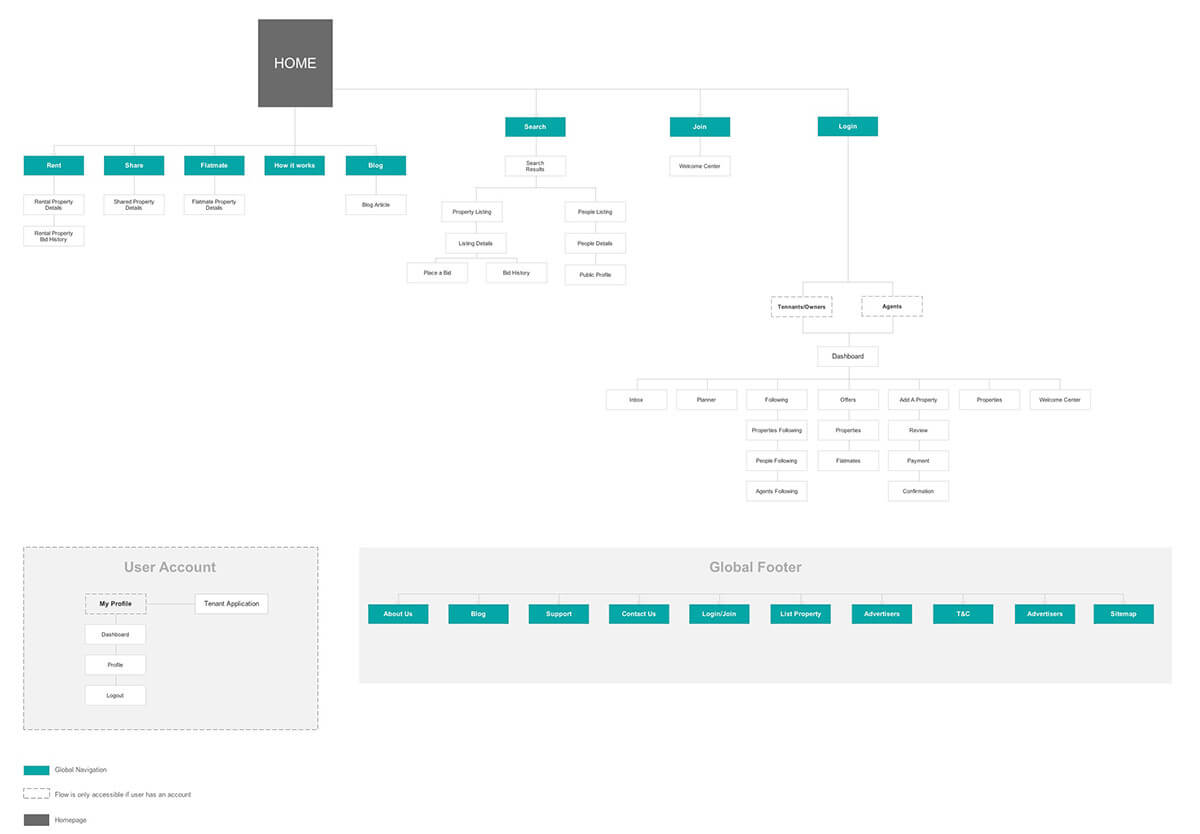 HOME
Search
Join
Login
Rent
Share
Flatmate
How it works
Blog
Search
Results
Welcome Center
Rental Property
Details
Shared Property
Details
Flatmate Property
Details
Blog Article
Rental Property
Bid History
Property Listing
People Listing
Listing Details
People Details
Place a Bid
Bid History
Public Profile
Tennants/Owners
Agents
Dashboard
Inbox
Planner
Following
Offers
Add A Property
Properties
Welcome Center
Properties Following
Properties
Review
People Following
Flatmates
Payment
Agents Following
Confirmation
User Account
My Profile
Tenant Application
Dashboard
Profile
Logout
Global Footer
About Us
Blog
Support
Contact Us
Login/Join
List Property
Advertisers
T&C
Advertisers
Sitemap
Global Navigation
Flow is only accessible if user has an account
Homepage